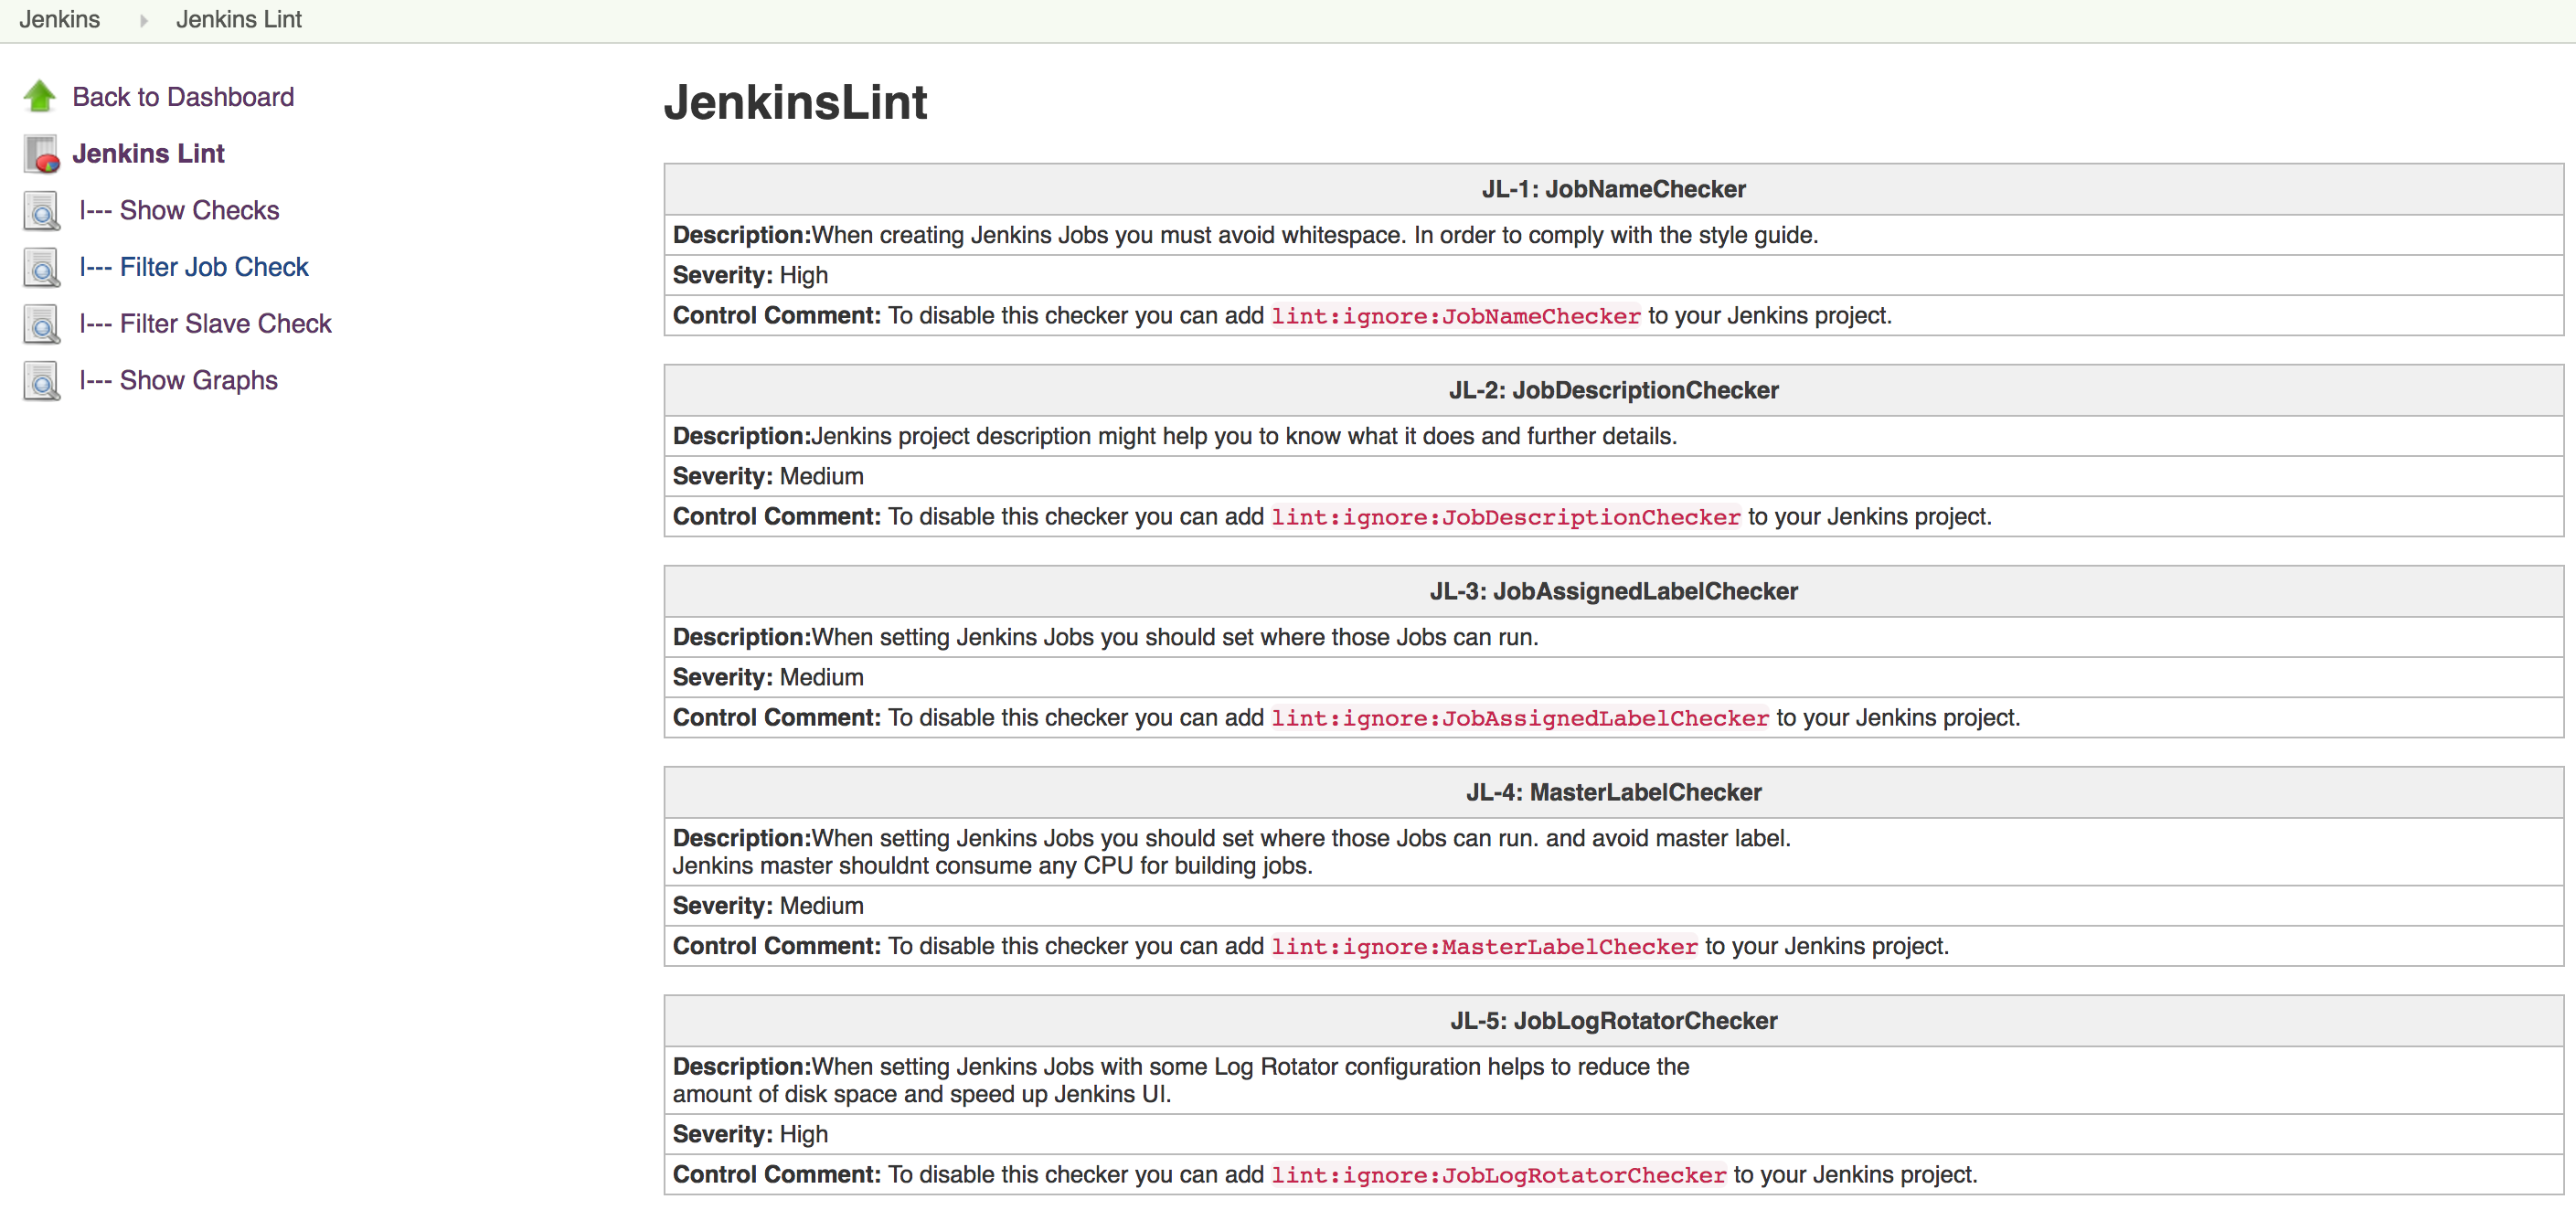 Jenkins Jenkins Lint
Back to Dashboard
Jenkins Lint
|--- Show Checks
|--- Filter Job Check
|--- Filter Slave Check
|--- Show Graphs
JenkinsLint
JL-1: JobNameChecker
Description:When creating Jenkins Jobs you must avoid whitespace. In order to comply with the style guide.
Severity: High
Control Comment: To disable this checker you can add lint:ignore:JobNameChecker to your Jenkins project.
JL-2: JobDescriptionChecker
Description:Jenkins project description might help you to know what it does and further details.
Severity: Medium
Control Comment: To disable this checker you can add lint:ignore:JobDescriptionChecker to your Jenkins project.
JL-3: JobAssignedLabelChecker
Description:When setting Jenkins Jobs you should set where those Jobs can run.
Severity: Medium
Control Comment: To disable this checker you can add lint:ignore:JobAssignedLabelChecker to your Jenkins project.
JL-4: MasterLabelChecker
Description:When setting Jenkins Jobs you should set where those Jobs can run. and avoid master label.
Jenkins master shouldnt consume any CPU for building jobs.
Severity: Medium
Control Comment: To disable this checker you can add lint:ignore:MasterLabelChecker to your Jenkins project.
JL-5: JobLogRotatorChecker
Description:When setting Jenkins Jobs with some Log Rotator configuration helps to reduce the
amount of disk space and speed up Jenkins UI.
Severity: High
Control Comment: To disable this checker you can add lint:ignore:JobLogRotatorChecker to your Jenkins project.